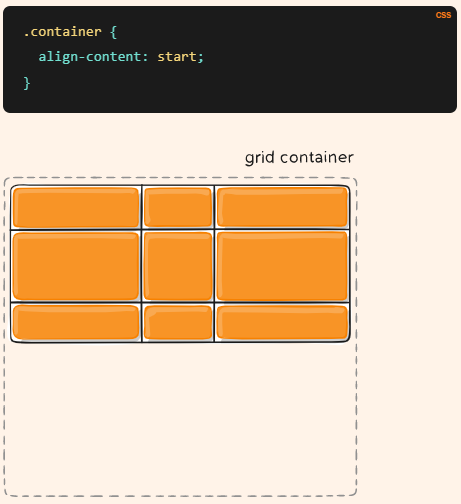 CSS
.container {
align-content: start;
}
grid container